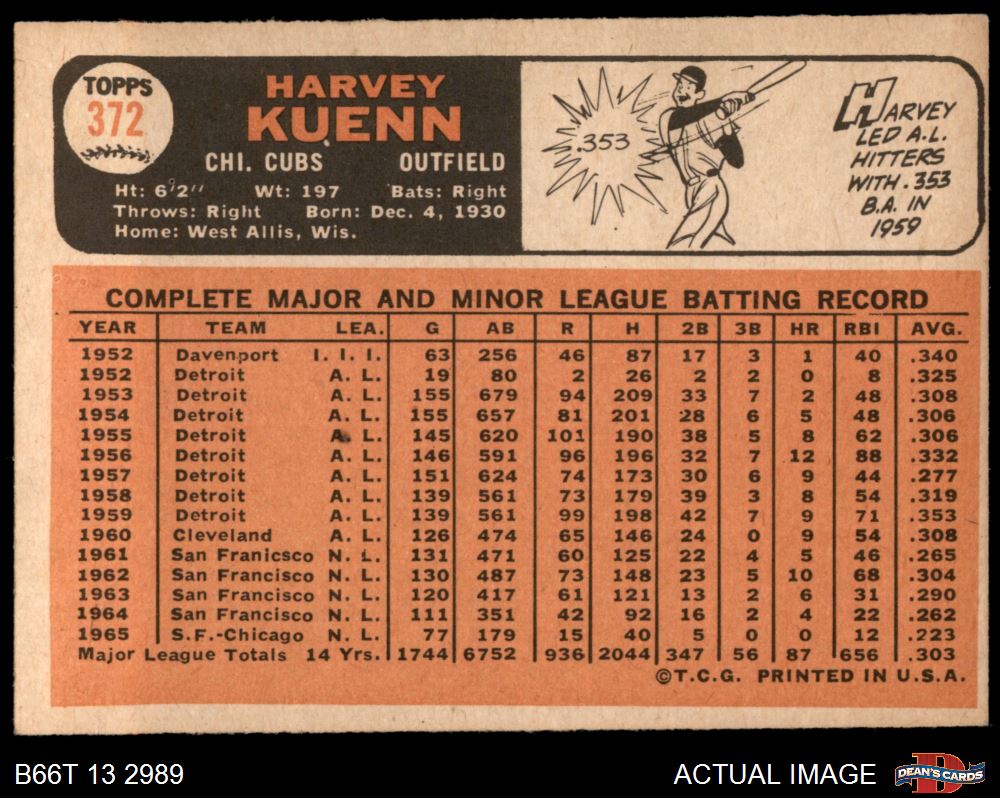 TOPPS
372
HARVEY
KUENN
CHI. CUBS OUTFIELD
Ht: 6'2" Wt: 197 Bats: Right
Throws: Right Born: Dec. 4, 1930
Home: West Allis, Wis.
.353
HARVEY
LED A.L.
HITTERS
WITH .353
B.A. IN
1959
COMPLETE MAJOR AND MINOR LEAGUE BATTING RECORD
YEAR TEAM LEA. G AB R H 2B 3B HR RBI AVG.
1952 Davenport I. I. I. 63 256 46 87 17 3 1 40 .340
1952 Detroit A. L. 19 80 2 26 2 2 0 8 .325
1953 Detroit A. L. 155 679 94 209 33 7 2 48 .308
1954 Detroit A. L. 155 657 81 201 28 6 5 48 .306
1955 Detroit A. L. 145 620 101 190 38 5 8 62 .306
1956 Detroit A. L. 146 591 96 196 32 7 12 88 .332
1957 Detroit A. L. 151 624 74 173 30 6 9 44 .277
1958 Detroit A. L. 139 561 73 179 39 3 8 54 .319
1959 Detroit A. L. 139 561 99 198 42 7 9 71 .353
1960 Cleveland A. L. 126 474 65 146 24 0 9 54 .308
1961 San Franicsco N. L. 131 471 60 125 22 4 5 46 .265
1962 San Francisco N. L. 130 487 73 148 23 5 10 68 .304
1963 San Francisco N. L. 120 417 61 121 13 2 6 31 .290
1964 San Francisco N. L. 111 351 42 92 16 2 4 22 .262
1965 S.F.-Chicago N. L. 77 179 15 40 5 0 0 12 .223
Major League Totals 14 Yrs. 1744 6752 936 2044 347 56 87 656 .303
©T.C.G. PRINTED IN U.S.A.
B66T 13 2989
ACTUAL IMAGE
DEAN'S CARDS